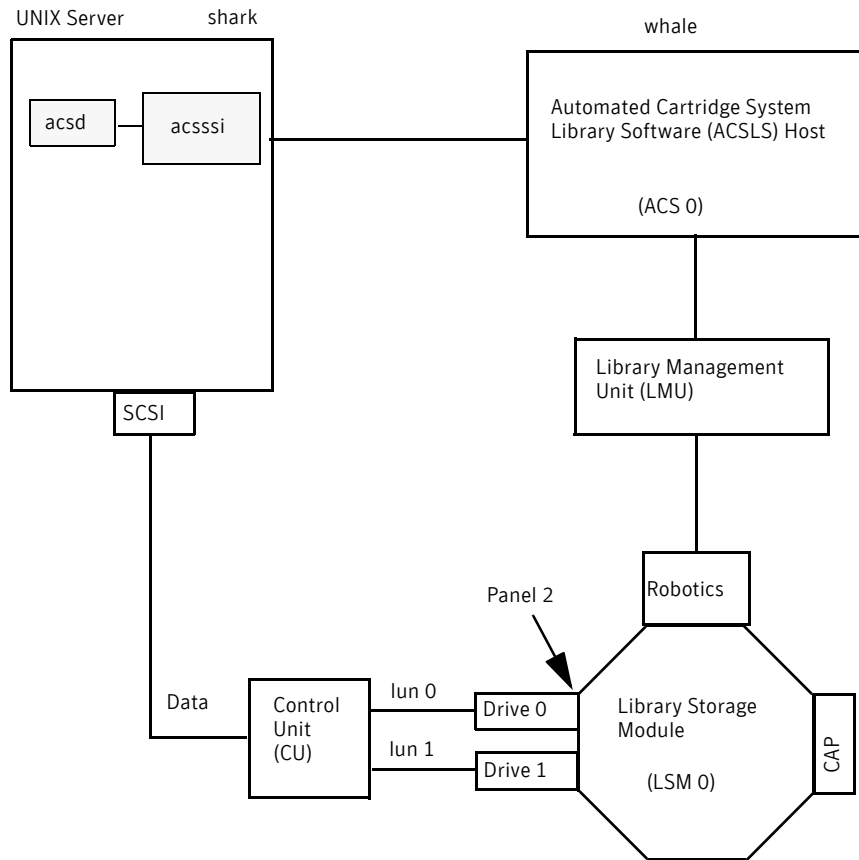 UNIX Server
shark
whale
acsd
acsssi
Automated Cartridge System
Library Software (ACSLS) Host
(ACS 0)
Library Management
Unit (LMU)
SCSI
Robotics
Panel 2
Data
Control
Unit
(CU)
lun 0
lun 1
Drive 0
Drive 1
Library Storage
Module
(LSM 0)
CAP